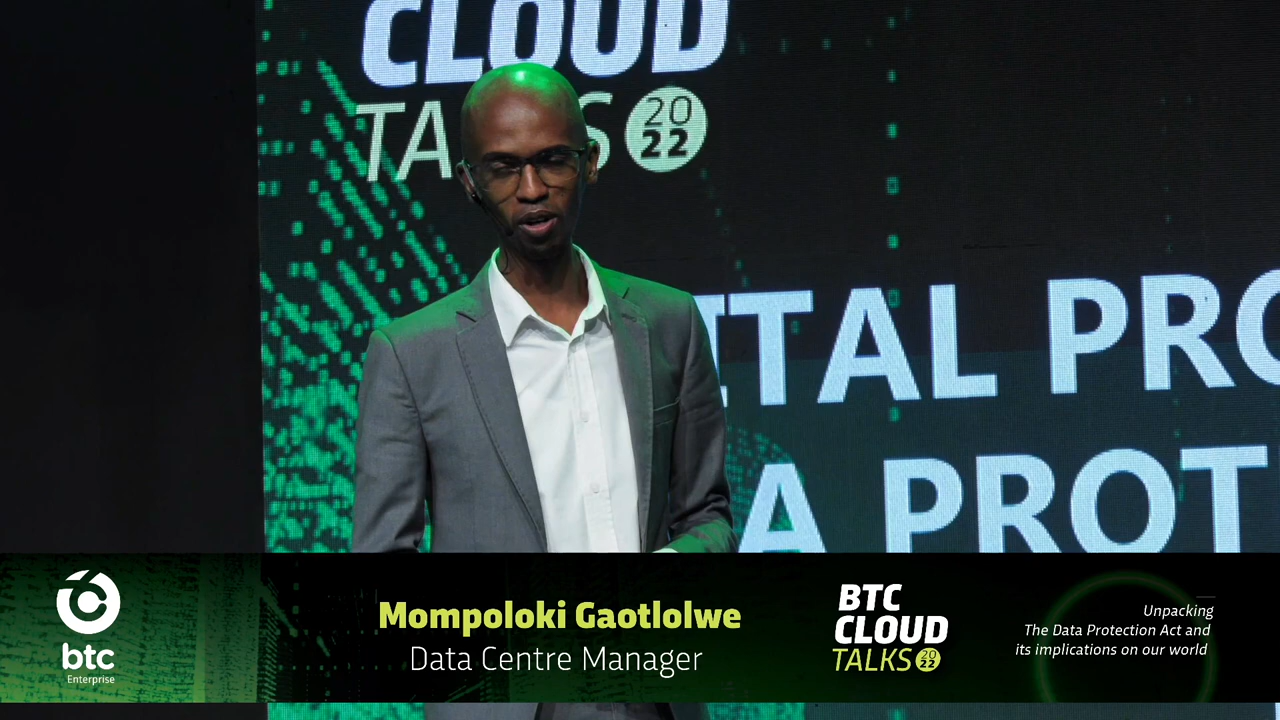 CLOUD
TA S 20
22
ITAL PRO
A PROT
btc
Enterprise
Mompoloki Gaotlolwe
Data Centre Manager
BTC
CLOUD
TALKS 20
22
Unpacking
The Data Protection Act and
its implications on our world